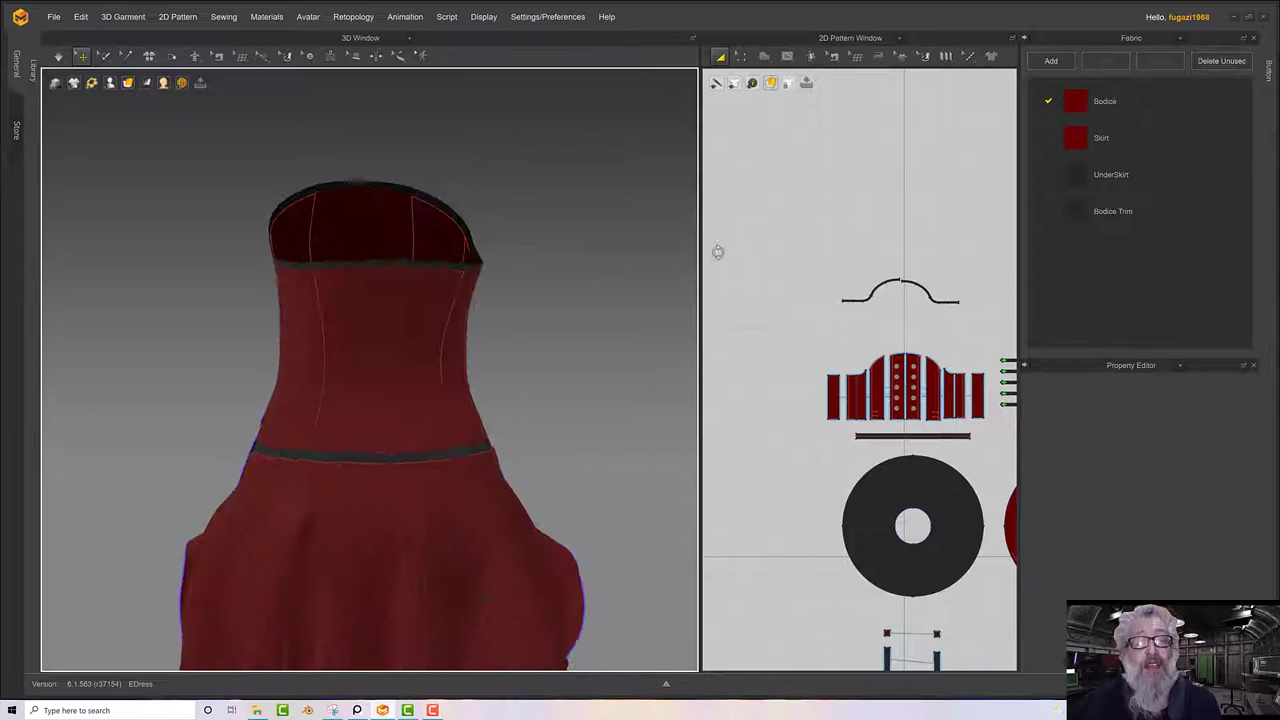 File Edit 3D Garment 2D Pattern Sewing Materials Avatar Retopology Animation Script Display Settings/Preferences Help Hello, fugazi1968
3D Window 2D Pattern Window Fabric
General
Library
Store
Button
Add Delete Unused
Bodice
Skirt
UnderSkirt
Bodice Trim
Property Editor
Version: 6.1.563 (r37154) EDress
Type here to search